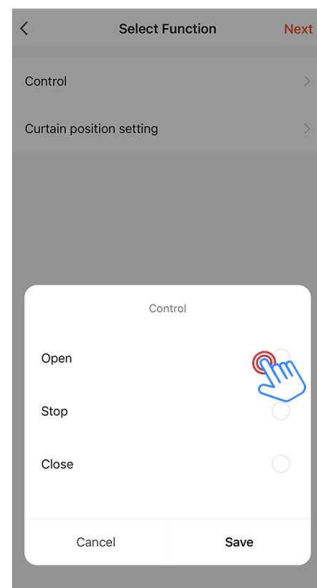 Select Function Next
Control
Curtain position setting
Control
Open
Stop
Close
Cancel Save